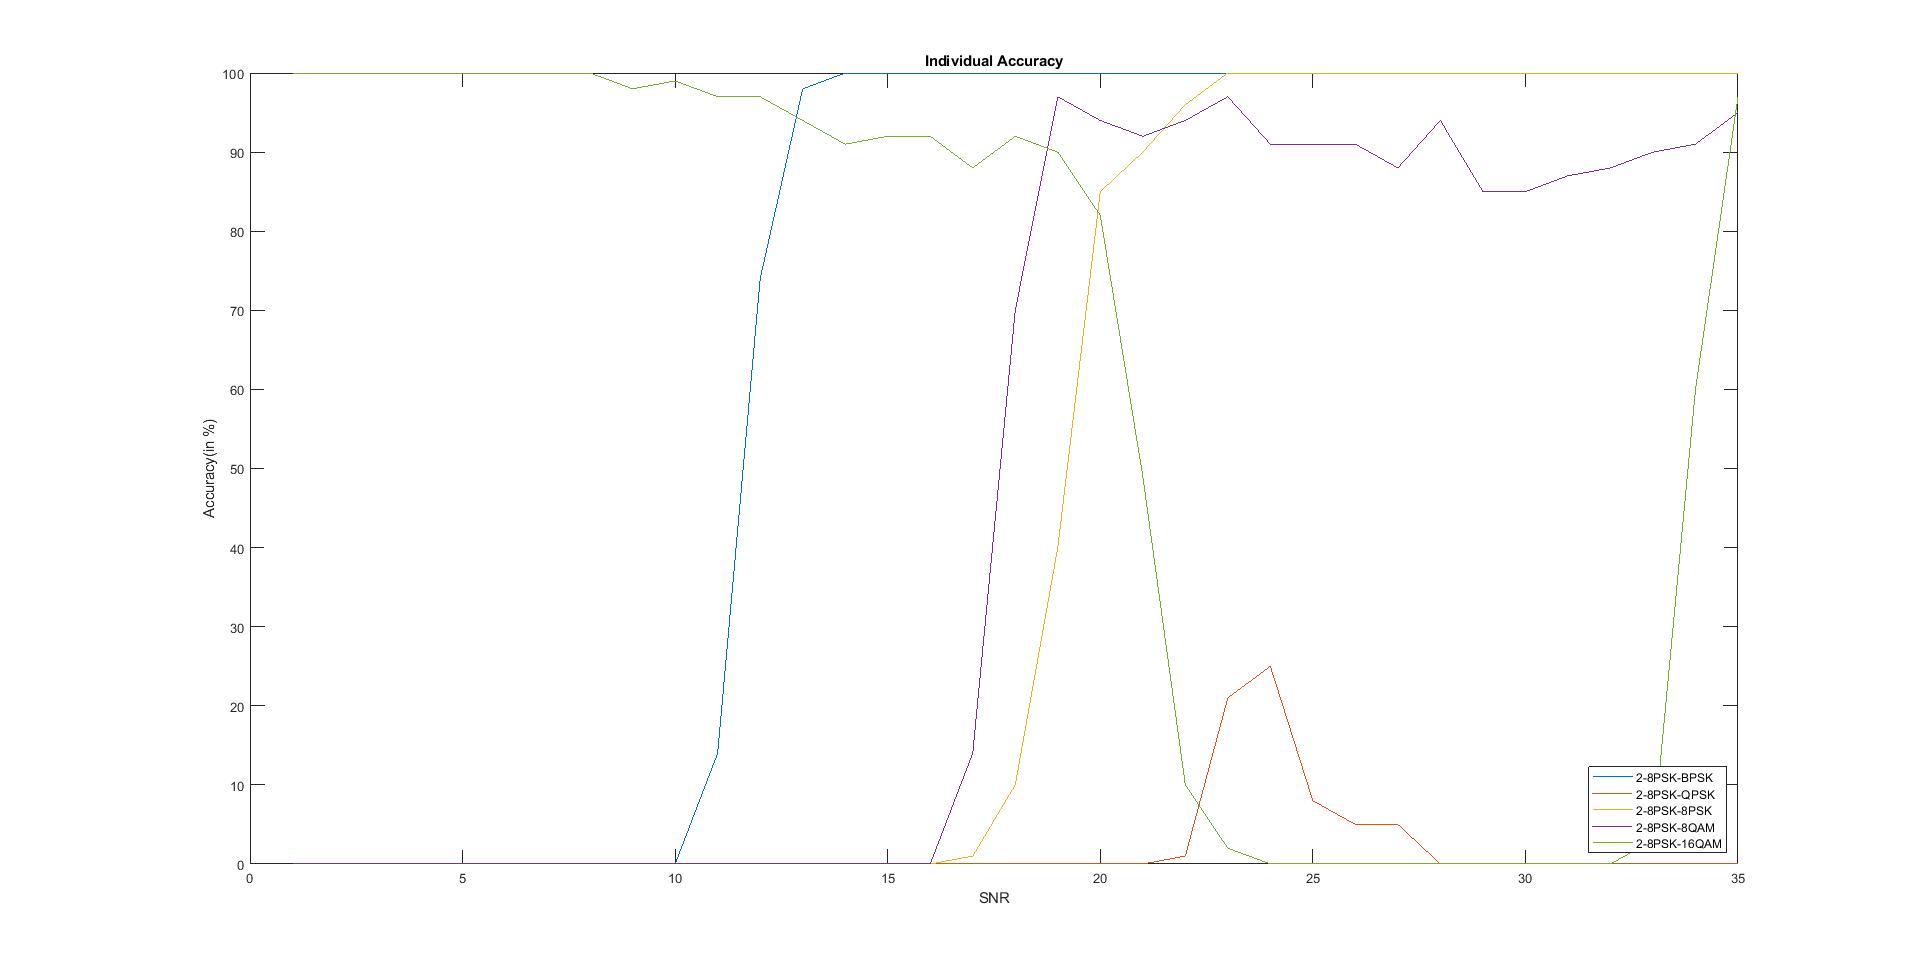 Individual Accuracy
100
90
80
70
60
50
40
30
20
10
0
Accuracy(in %)
0 5 10 15 20 25 30 35
SNR
2-8PSK-BPSK
2-8PSK-QPSK
2-8PSK-8PSK
2-8PSK-8QAM
2-8PSK-16QAM